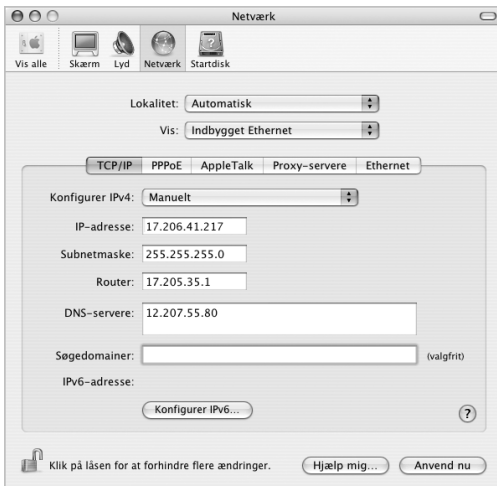 Netværk
Vis alle Skærm Lyd Netværk Startdisk
Lokalitet: Automatisk
Vis: Indbygget Ethernet
TCP/IP PPPoE AppleTalk Proxy-servere Ethernet
Konfigurer IPv4: Manuelt
IP-adresse: 17.206.41.217
Subnetmaske: 255.255.255.0
Router: 17.205.35.1
DNS-servere: 12.207.55.80
Søgedomainer: (valgfrit)
IPv6-adresse:
Konfigurer IPv6...
?
Klik på låsen for at forhindre flere ændringer. Hjælp mig... Anvend nu